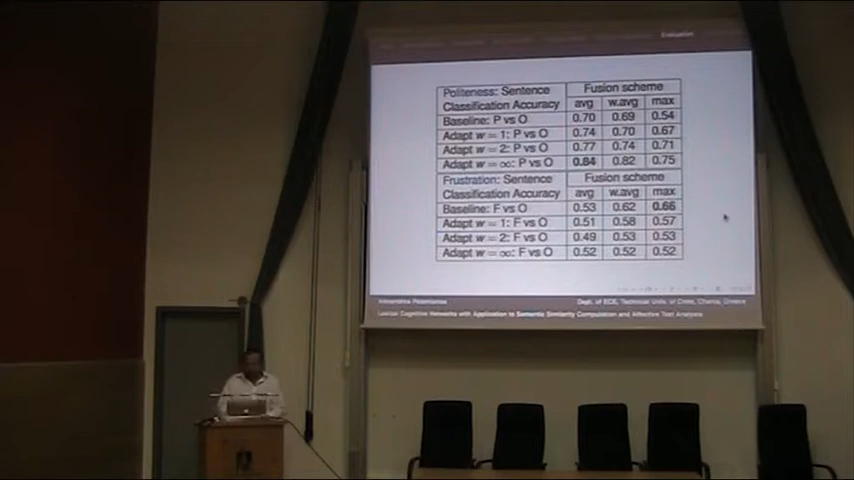 Evaluation
Politeness: Sentence Fusion scheme
Classification Accuracy avg w.avg max
Baseline: P vs O 0.70 0.69 0.54
Adapt w = 1: P vs O 0.74 0.70 0.67
Adapt w = 2: P vs O 0.77 0.74 0.71
Adapt w = ∞: P vs O 0.84 0.82 0.75
Frustration: Sentence Fusion scheme
Classification Accuracy avg w.avg max
Baseline: F vs O 0.53 0.62 0.66
Adapt w = 1: F vs O 0.51 0.58 0.57
Adapt w = 2: F vs O 0.49 0.53 0.53
Adapt w = ∞: F vs O 0.52 0.52 0.52
Alexandros Potamianos Dept. of ECE, Technical Univ. of Crete, Chania, Greece
Lexical Cognitive Networks with Application to Semantic Similarity Computation and Affective Text Analysis